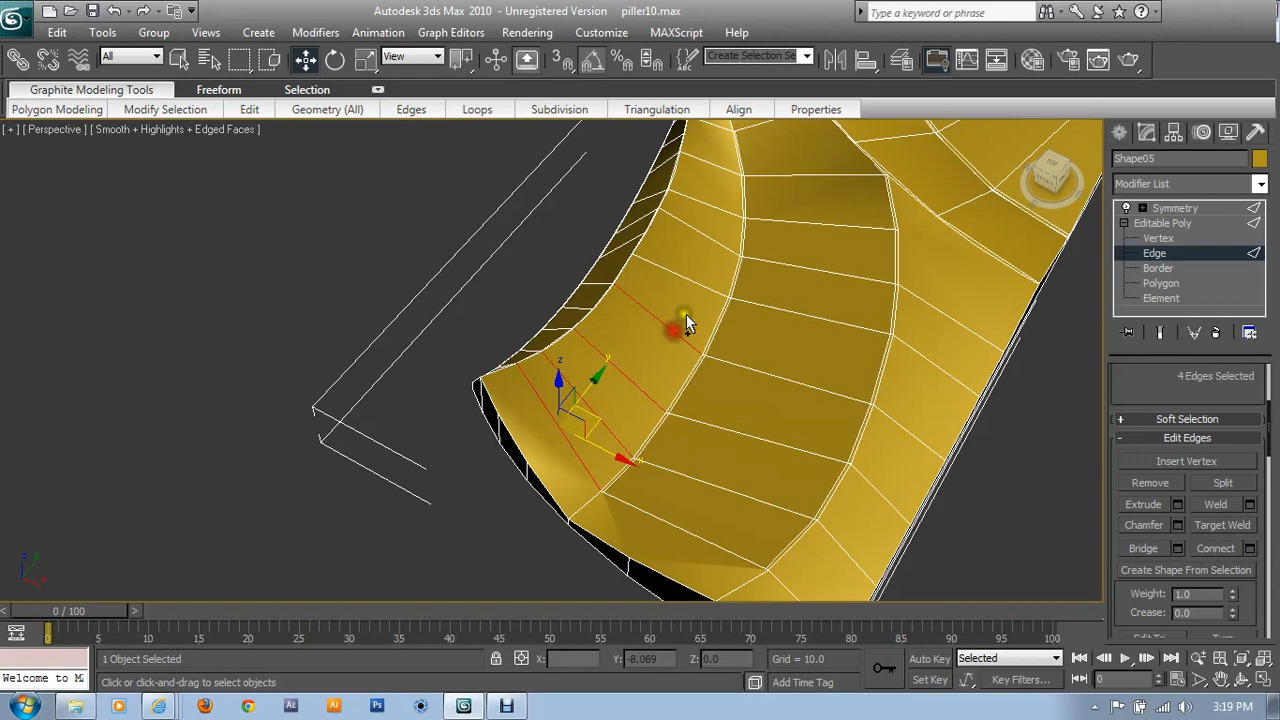 Autodesk 3ds Max 2010 - Unregistered Version piller10.max
Type a keyword or phrase
Edit Tools Group Views Create Modifiers Animation Graph Editors Rendering Customize MAXScript Help
All View Create Selection Se
Graphite Modeling Tools Freeform Selection
Polygon Modeling Modify Selection Edit Geometry (All) Edges Loops Subdivision Triangulation Align Properties
[ + ] [ Perspective ] [ Smooth + Highlights + Edged Faces ]
Shape05
Modifier List
Symmetry
Editable Poly
Vertex
Edge
Border
Polygon
Element
4 Edges Selected
Soft Selection
Edit Edges
Insert Vertex
Remove Split
Extrude Weld
Chamfer Target Weld
Bridge Connect
Create Shape From Selection
Weight: 1.0
Crease: 0.0
TOP
z
y
0 / 100
0 5 10 15 20 25 30 35 40 45 50 55 60 65 70 75 80 85 90 95 100
1 Object Selected X: Y: -8.069 Z: 0.0 Grid = 10.0 Auto Key Selected
Welcome to M Click or click-and-drag to select objects Add Time Tag Set Key Key Filters... 0
3:19 PM